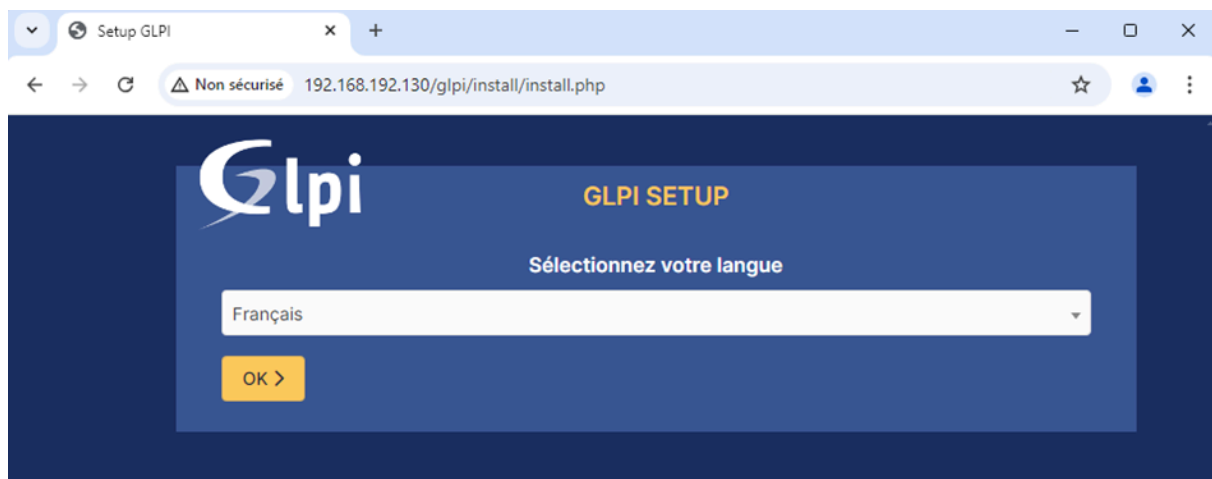 Setup GLPI
Non sécurisé 192.168.192.130/glpi/install/install.php
Glpi
GLPI SETUP
Sélectionnez votre langue
Français
OK